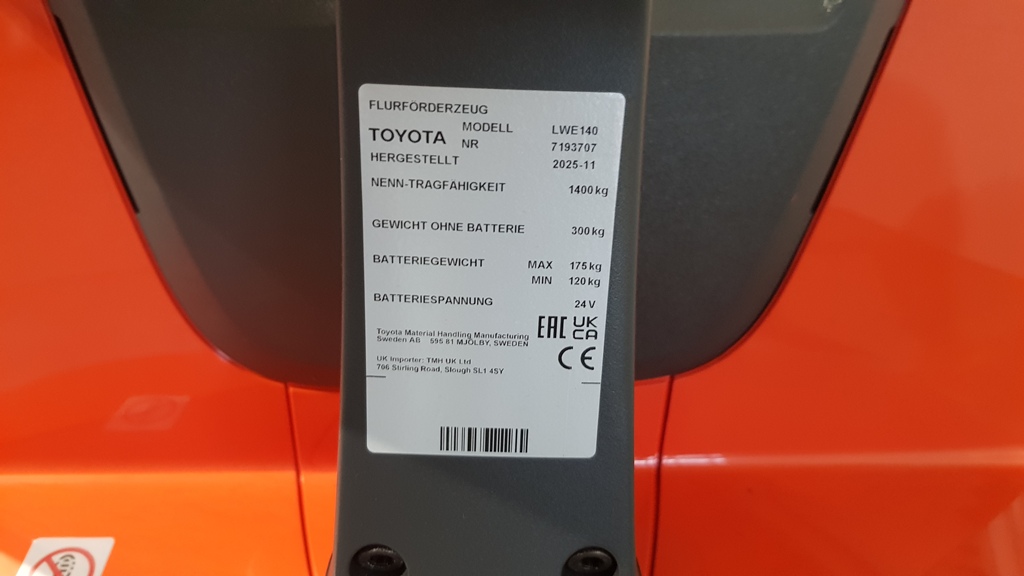 FLURFÖRDERZEUG
TOYOTA MODELL LWE140
NR 7193707
HERGESTELLT 2025-11
NENN-TRAGFÄHIGKEIT 1400 kg
GEWICHT OHNE BATTERIE 300 kg
BATTERIEGEWICHT MAX 175 kg
MIN 120 kg
BATTERIESPANNUNG 24 V
EAC UK CA
Toyota Material Handling Manufacturing
Sweden AB 595 81 MJÖLBY, SWEDEN
CE
UK Importer: TMH UK Ltd
706 Stirling Road, Slough SL1 4SY